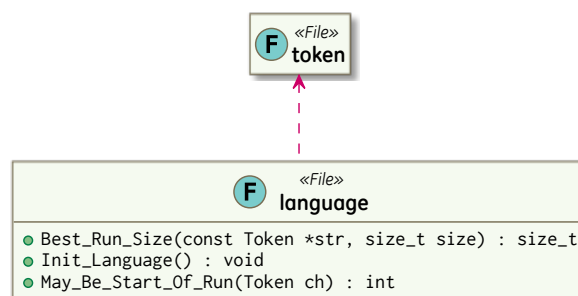 F «File»
token
F «File»
language
Best_Run_Size(const Token *str, size_t size) : size_t
Init_Language() : void
May_Be_Start_Of_Run(Token ch) : int